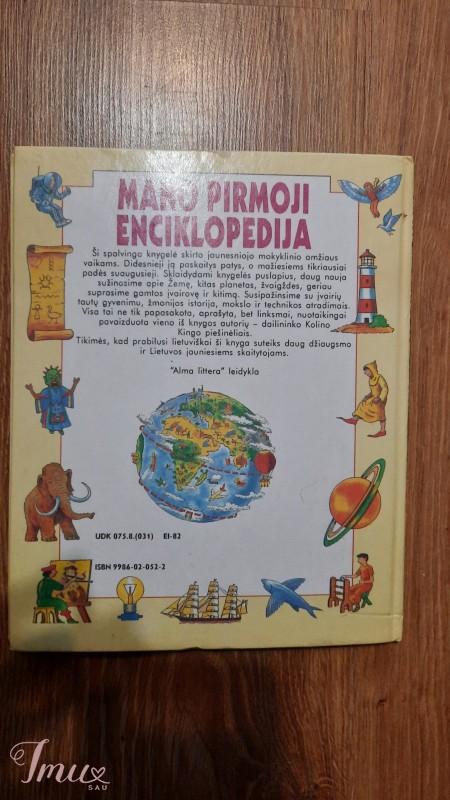 MANO PIRMOJI
ENCIKLOPEDIJA
Ši spalvinga knygelė skirta jaunesniojo mokyklinio amžiaus
vaikams. Didesnieji ją paskaitys patys, o mažiesiems tikriausiai
padės suaugusieji. Sklaidydami knygelės puslapius, daug nauja
sužinosime apie Žemę, kitas planetas, žvaigždes, geriau
suprasime gamtos įvairovę ir kitimą. Susipažinsime su įvairių
tautų gyvenimu, žmonijos istorija, mokslo ir technikos atradimais.
Visa tai ne tik papasakota, aprašyta, bet linksmai, nuotaikingai
pavaizduota vieno iš knygos autorių – dailininko Kolino
Kingo piešinėliais.
Tikimės, kad prabilusi lietuviškai ši knyga suteiks daug džiaugsmo
ir Lietuvos jauniesiems skaitytojams.
"Alma littera" leidykla
UDK 075.8.(031) EI-82
ISBN 9986-02-052-2
Imu
SAU